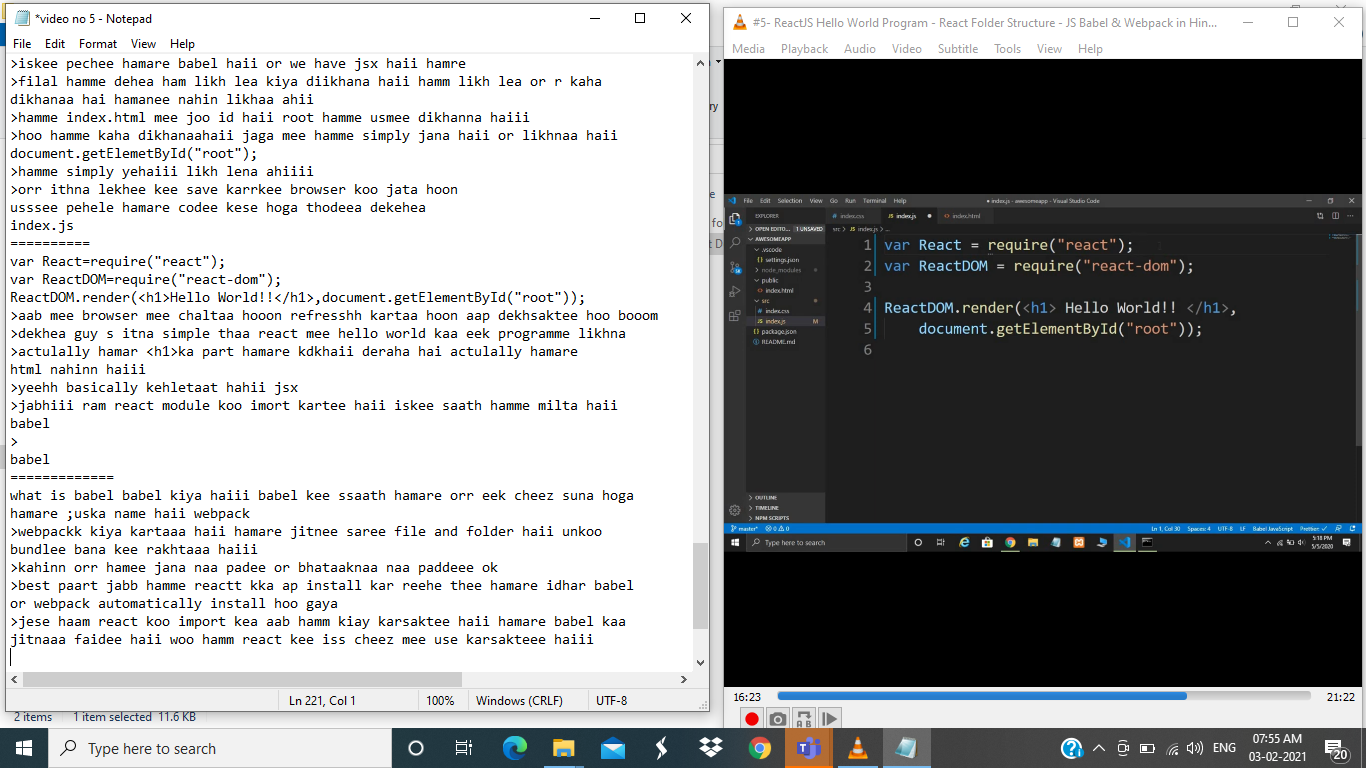 *video no 5 - Notepad
File Edit Format View Help
>iskee pechee hamare babel haii or we have jsx haii hamre
>filal hamme dehea ham likh lea kiya diikhana haii hamm likh lea or r kaha
dikhanaa hai hamanee nahin likhaa ahii
>hamme index.html mee joo id haii root hamme usmee dikhanna haiii
>hoo hamme kaha dikhanaahaii jaga mee hamme simply jana haii or likhnaa haii
document.getElemetById("root");
>hamme simply yehaiii likh lena ahiiii
>orr ithna lekhee kee save karrkee browser koo jata hoon
usssee pehele hamare codee kese hoga thodeea dekehea
index.js
==========
var React=require("react");
var ReactDOM=require("react-dom");
ReactDOM.render(<h1>Hello World!!</h1>,document.getElementById("root"));
>aab mee browser mee chaltaa hooon refresshh kartaa hoon aap dekhsaktee hoo booom
>dekhea guy s itna simple thaa react mee hello world kaa eek programme likhna
>actulally hamar <h1>ka part hamare kdkhaii deraha hai actulally hamare
html nahinn haiii
>yeehh basically kehletaat hahii jsx
>jabhiii ram react module koo imort kartee haii iskee saath hamme milta haii
babel
>
babel
=============
what is babel babel kiya haiii babel kee ssaath hamare orr eek cheez suna hoga
hamare ;uska name haii webpack
>webpackk kiya kartaaa haii hamare jitnee saree file and folder haii unkoo
bundlee bana kee rakhtaaa haiii
>kahinn orr hamee jana naa padee or bhataaknaa naa paddeee ok
>best paart jabb hamme reactt kka ap install kar reehe thee hamare idhar babel
or webpack automatically install hoo gaya
>jese haam react koo import kea aab hamm kiay karsaktee haii hamare babel kaa
jitnaaa faidee haii woo hamm react kee iss cheez mee use karsakteee haiii
Ln 221, Col 1 100% Windows (CRLF) UTF-8
2 items 1 item selected 11.6 KB
#5- ReactJS Hello World Program - React Folder Structure - JS Babel & Webpack in Hin...
Media Playback Audio Video Subtitle Tools View Help
File Edit Selection View Go Run Terminal Help
● index.js - awesomeapp - Visual Studio Code
EXPLORER
OPEN EDITO... 1 UNSAVED
AWESOMEAPP
.vscode
settings.json
node_modules
public
index.html
src
index.css
index.js M
package.json
README.md
OUTLINE
TIMELINE
NPM SCRIPTS
index.css index.js index.html
src > index.js > ...
1 var React = require("react");
2 var ReactDOM = require("react-dom");
3
4 ReactDOM.render(<h1> Hello World!! </h1>,
5 document.getElementById("root"));
6
master* 0 0 Ln 1, Col 30 Spaces: 4 UTF-8 LF Babel JavaScript Prettier: ✓
Type here to search
5:18 PM
5/5/2020
16:23 21:22
Type here to search
ENG
07:55 AM
03-02-2021
20